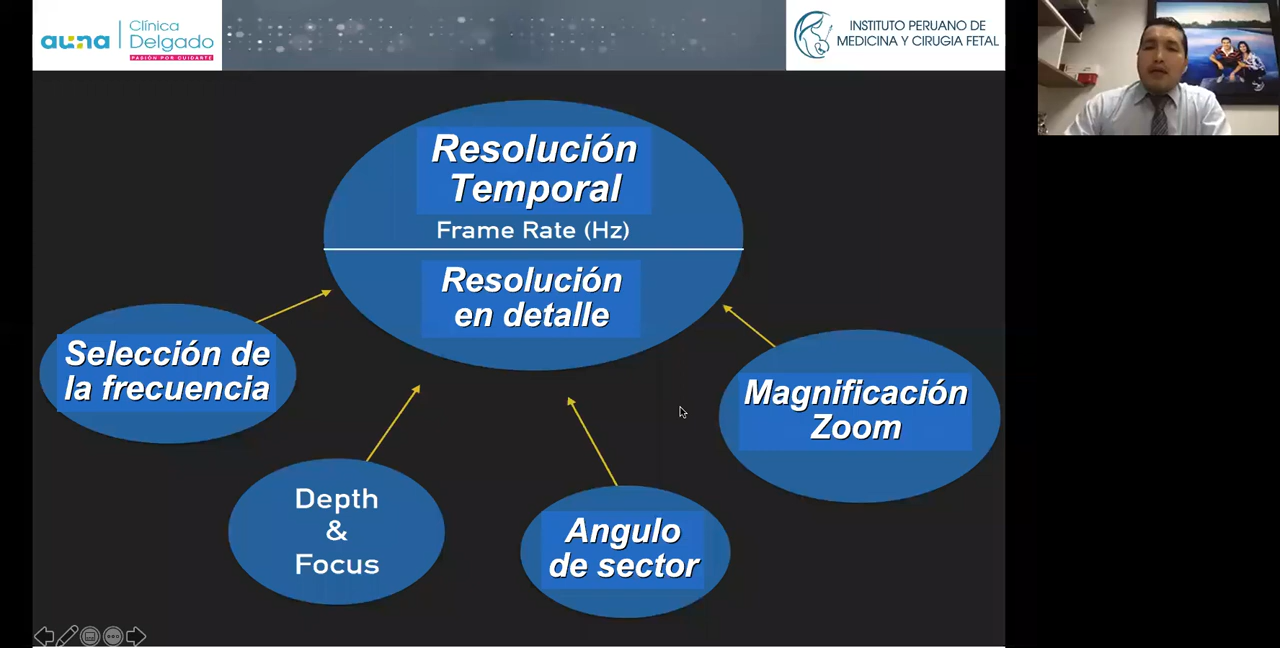 auna
Clínica
Delgado
PASIÓN POR CUIDARTE
INSTITUTO PERUANO DE
MEDICINA Y CIRUGIA FETAL
Resolución
Temporal
Frame Rate (Hz)
Resolución
en detalle
Selección de
la frecuencia
Magnificación
Zoom
Depth
&
Focus
Angulo
de sector